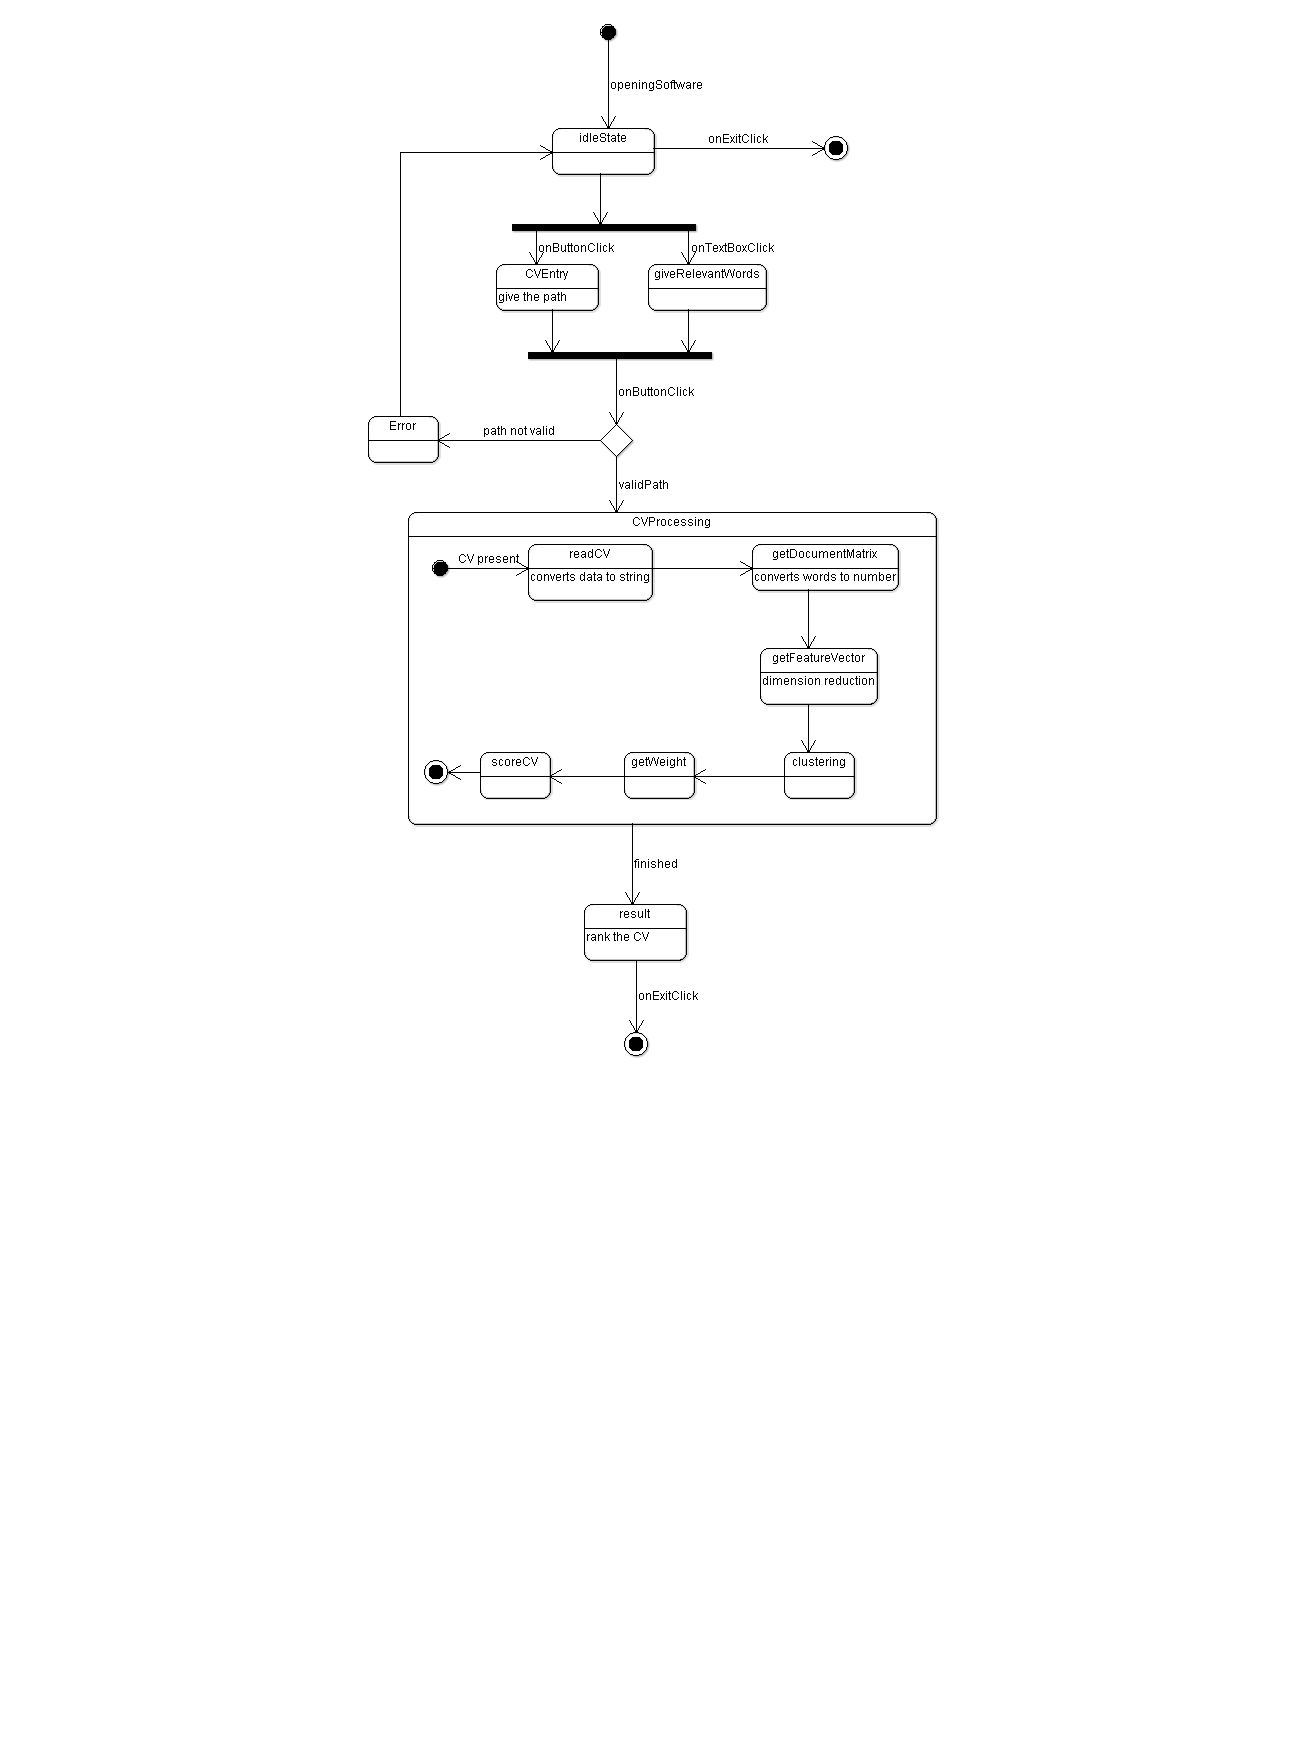 openingSoftware
idleState
onExitClick
onButtonClick
onTextBoxClick
CVEntry
give the path
giveRelevantWords
onButtonClick
Error
path not valid
validPath
CVProcessing
CV present
readCV
converts data to string
getDocumentMatrix
converts words to number
getFeatureVector
dimension reduction
scoreCV
getWeight
clustering
finished
result
rank the CV
onExitClick